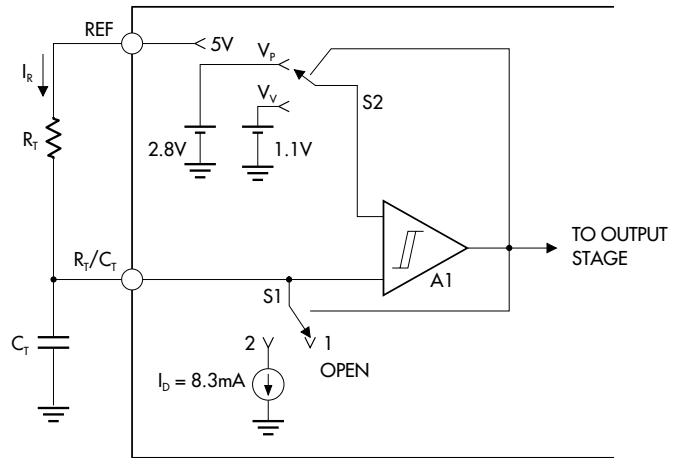 REF
5V
V_P
I_R
V_V
S2
R_T
2.8V
1.1V
R_T/C_T
A1
TO OUTPUT
STAGE
S1
C_T
2
1
OPEN
I_D = 8.3mA